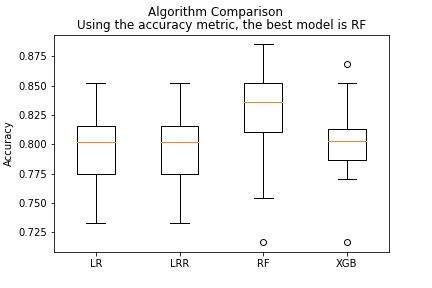 Algorithm Comparison
Using the accuracy metric, the best model is RF
Accuracy
0.875
0.850
0.825
0.800
0.775
0.750
0.725
LR LRR RF XGB